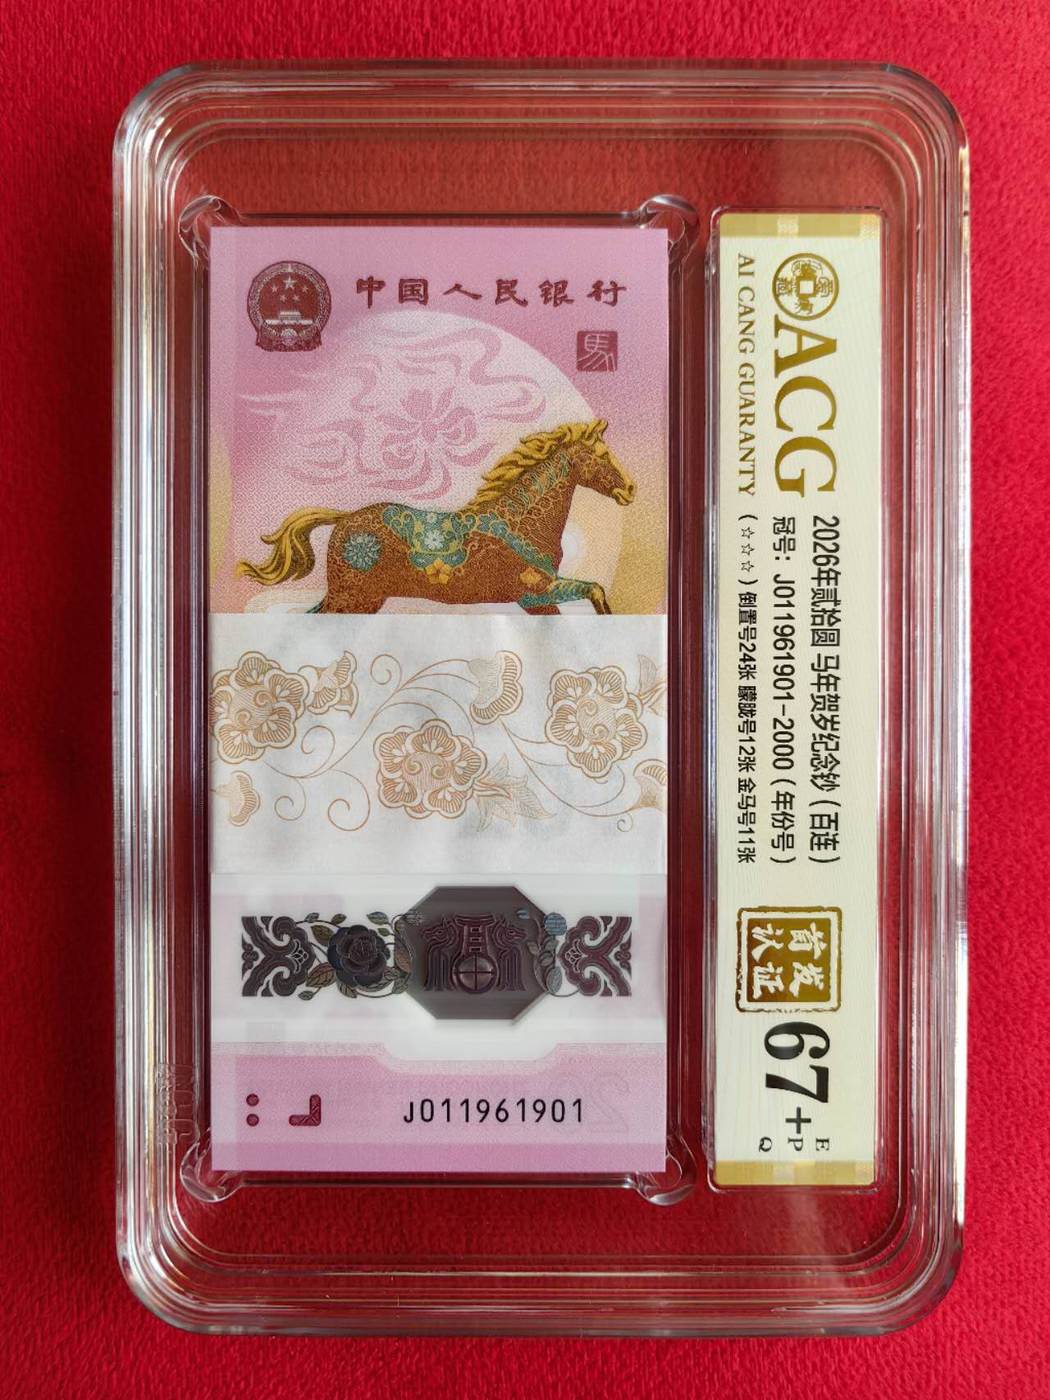 中国人民银行
馬
J011961901
ACG
AI CANG GUARANTY
2026年贰拾圆 马年贺岁纪念钞（百连）
冠号：J011961901-2000（年份号）
（☆☆☆）倒置号24张 朦胧号12张 金马号11张
首发
认证
67+
E
P
Q